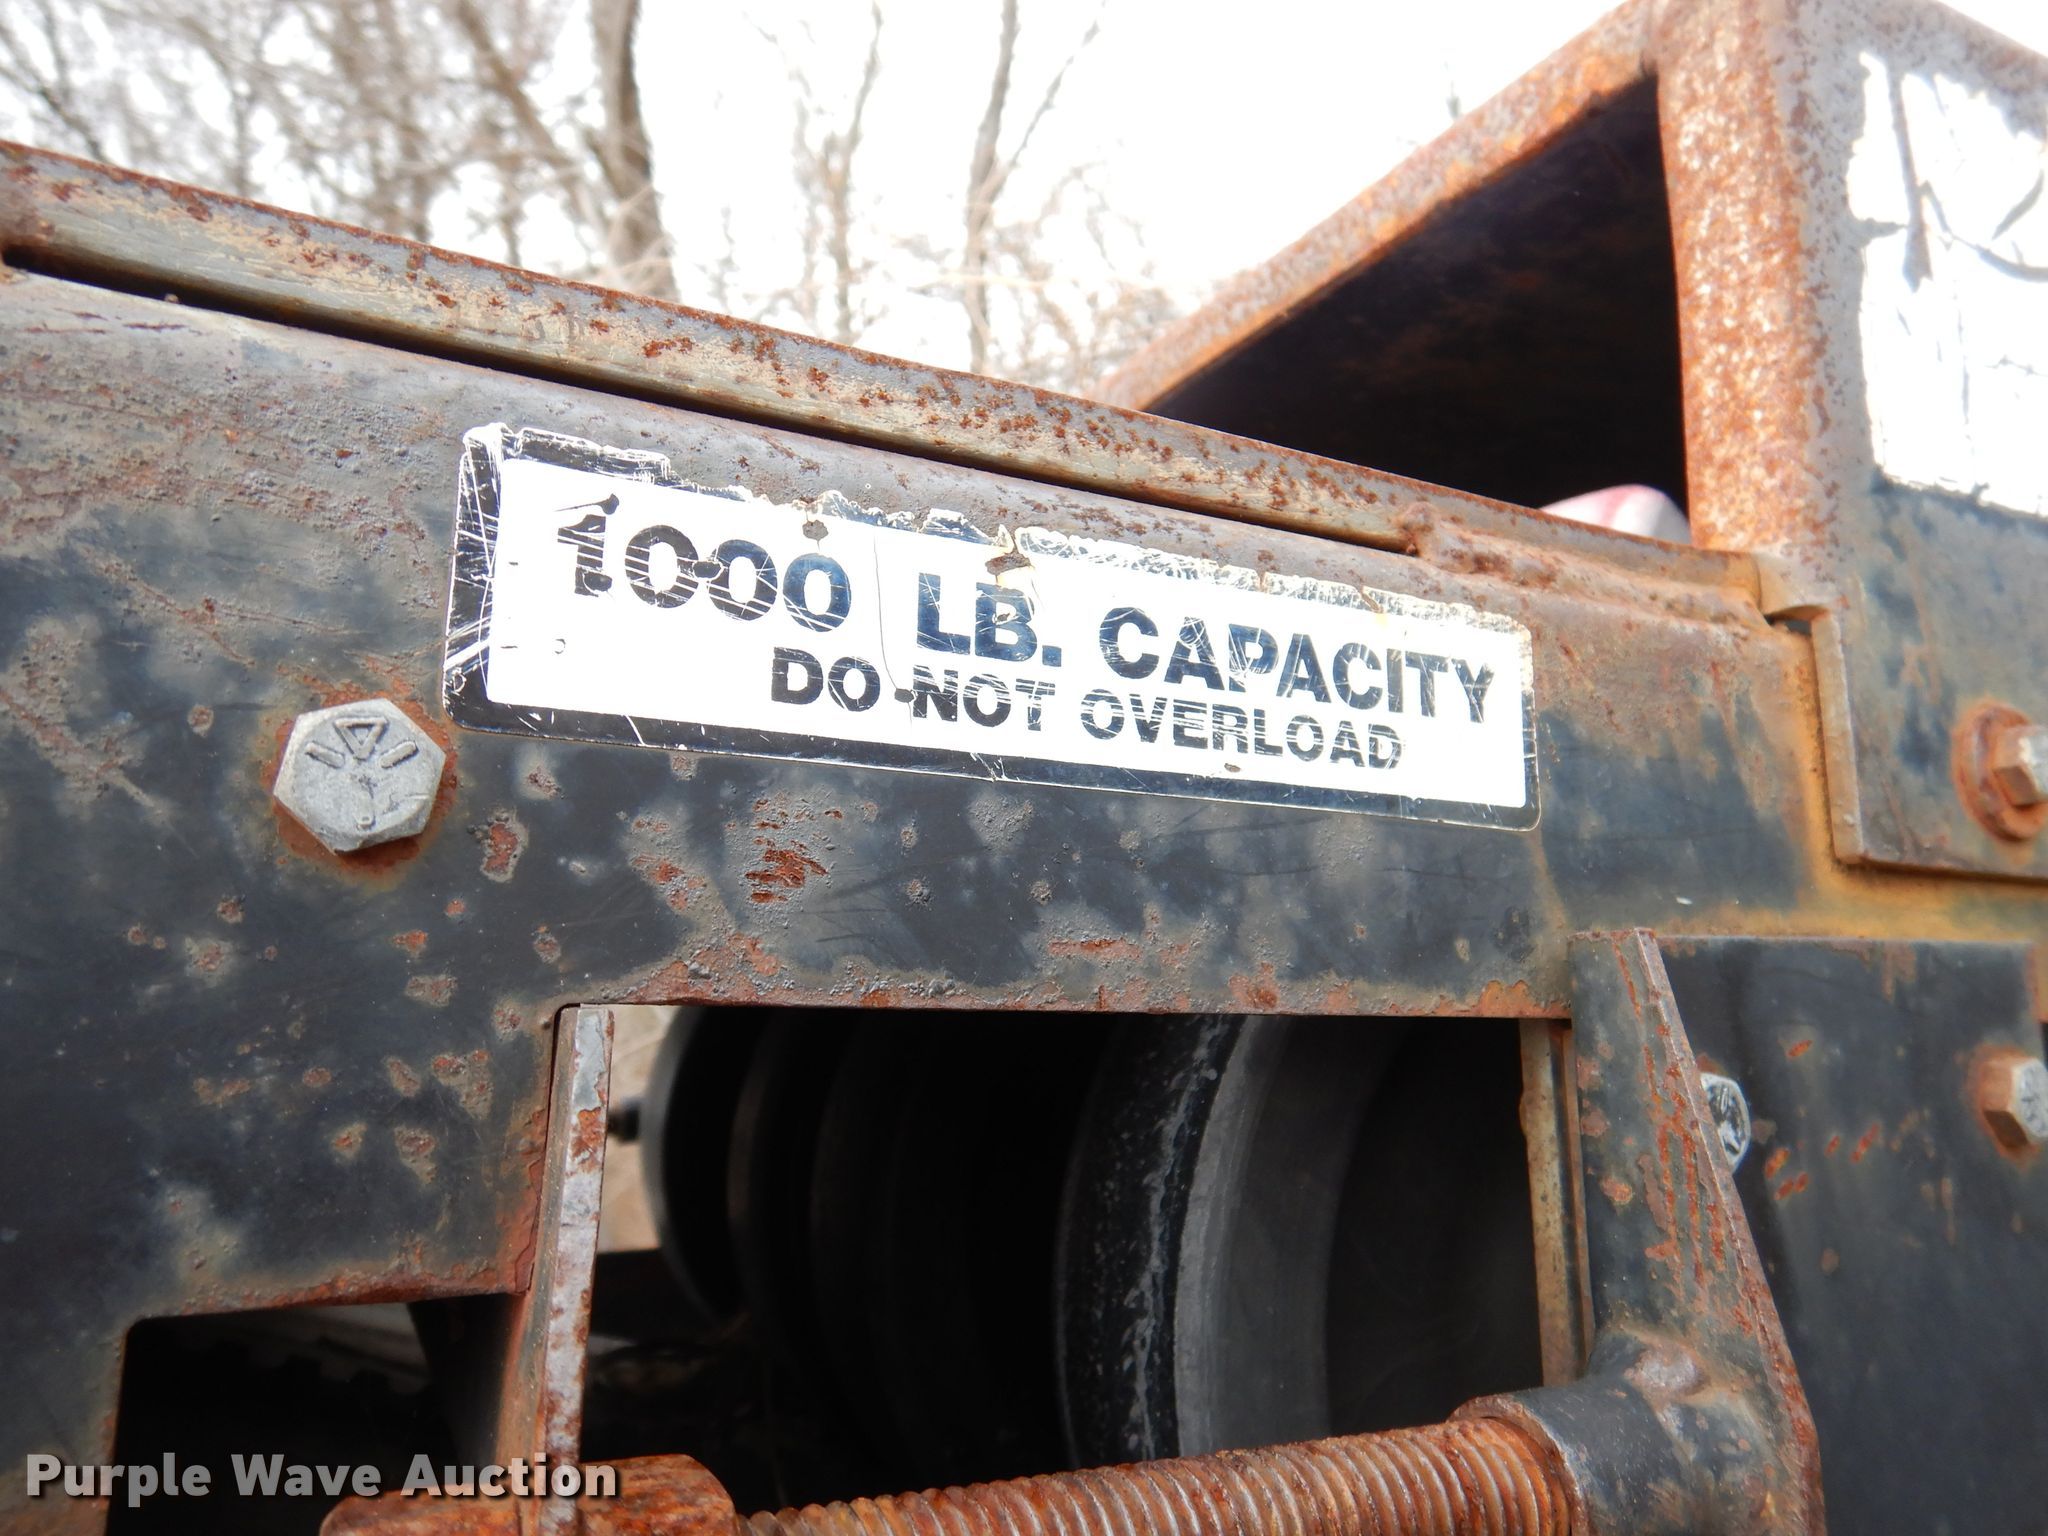 1000 LB. CAPACITY
DO NOT OVERLOAD
Purple Wave Auction